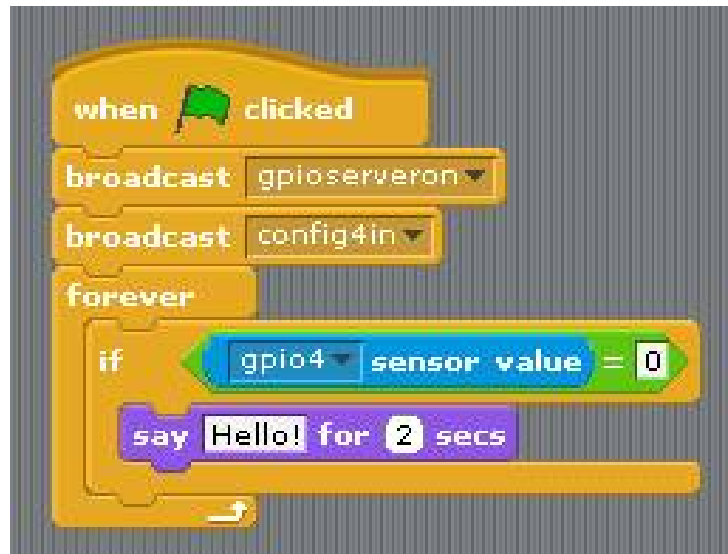 when clicked
broadcast gpioserveron
broadcast config4in
forever
if gpio4 sensor value = 0
say Hello! for 2 secs